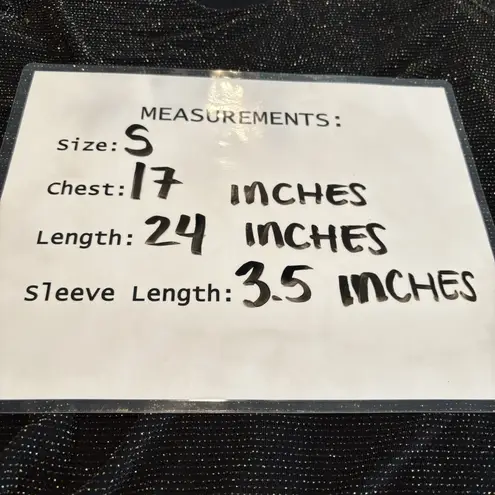 MEASUREMENTS:
Size: S
Chest: 17 INCHES
Length: 24 INCHES
Sleeve Length: 3.5 INCHES